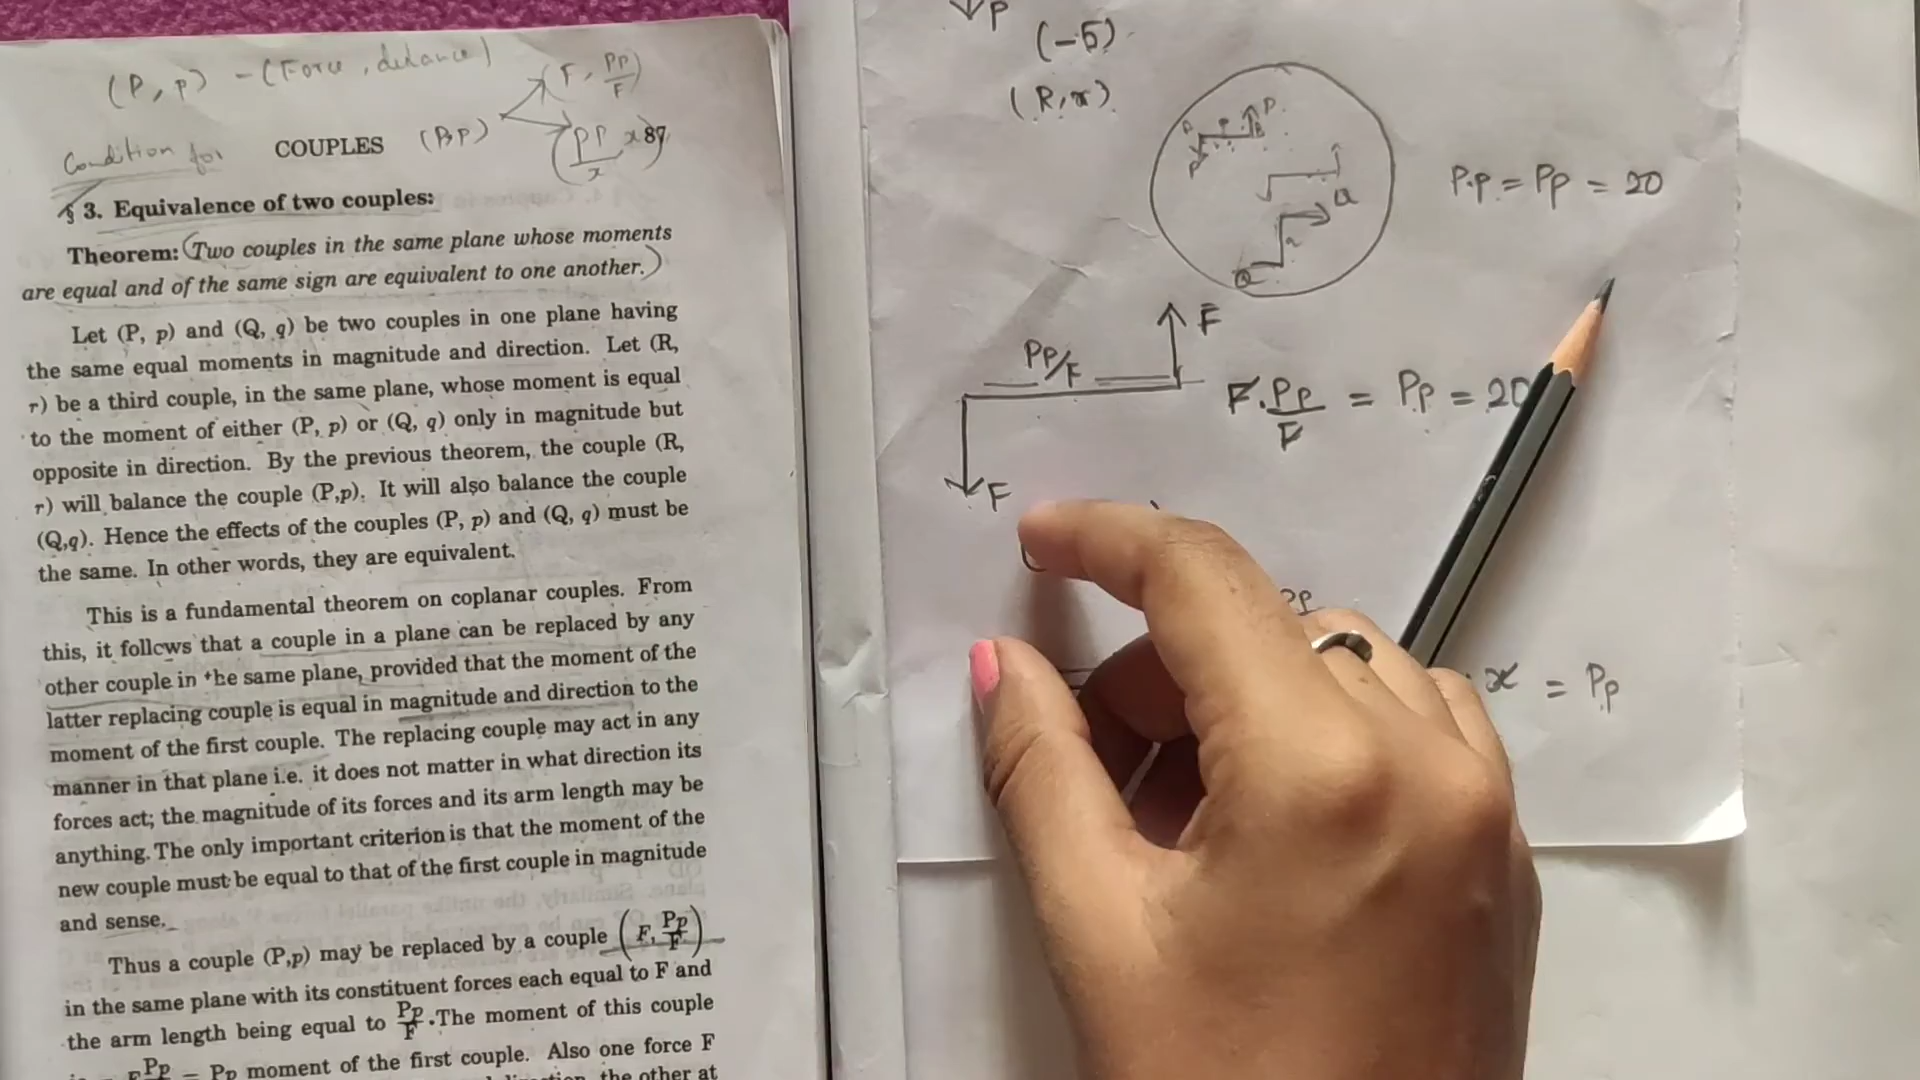 (P, p) - (Force, distance)
(F, Pp/F)
Condition for
COUPLES
(P,p)
(Pp/x, x)
87
§ 3. Equivalence of two couples:
Theorem: (Two couples in the same plane whose moments
are equal and of the same sign are equivalent to one another.)
Let (P, p) and (Q, q) be two couples in one plane having
the same equal moments in magnitude and direction. Let (R,
r) be a third couple, in the same plane, whose moment is equal
to the moment of either (P, p) or (Q, q) only in magnitude but
opposite in direction. By the previous theorem, the couple (R,
r) will balance the couple (P,p). It will also balance the couple
(Q,q). Hence the effects of the couples (P, p) and (Q, q) must be
the same. In other words, they are equivalent.
This is a fundamental theorem on coplanar couples. From
this, it follows that a couple in a plane can be replaced by any
other couple in the same plane, provided that the moment of the
latter replacing couple is equal in magnitude and direction to the
moment of the first couple. The replacing couple may act in any
manner in that plane i.e. it does not matter in what direction its
forces act; the magnitude of its forces and its arm length may be
anything. The only important criterion is that the moment of the
new couple must be equal to that of the first couple in magnitude
and sense.
Thus a couple (P,p) may be replaced by a couple (F, Pp/F)
in the same plane with its constituent forces each equal to F and
the arm length being equal to Pp/F. The moment of this couple
F Pp = Pp moment of the first couple. Also one force F
the other at
P
(-5)
(R, r)
P
P
P
Q
Q
P.p = Pp = 20
F
Pp/F
F. Pp/F = Pp = 20
F
Pp
x = Pp